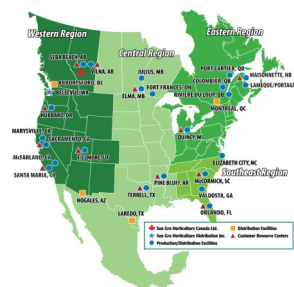 Western Region
Central Region
Eastern Region
Southeast Region
SEBA BEACH, AB
VILNA, AB
ABBOTSFORD, BC
BELLEVUE, WA
HUBBARD, OR
MARYSVILLE, CA
SACRAMENTO, CA
McFARLAND, CA
SANTA MARIA, CA
FILLMORE, UT
NOGALES, AZ
LAREDO, TX
TERRELL, TX
PINE BLUFF, AR
JULIUS, MB
ELMA, MB
FORT FRANCES, ON
QUINCY, MI
PORT-CARTIER, QB
COLOMBIER, QB
RIVIERE DU LOUP, QB
MAISONNETTE, NB
LAMEQUE/PORTAGE
MONTREAL, QC
ELIZABETH CITY, NC
McCORMICK, SC
VALDOSTA, GA
ORLANDO, FL
Sun Gro Horticulture Canada Ltd.
Sun Gro Horticulture Distribution Inc.
Production/Distribution Facilities
Distribution Facilities
Customer Resource Centers